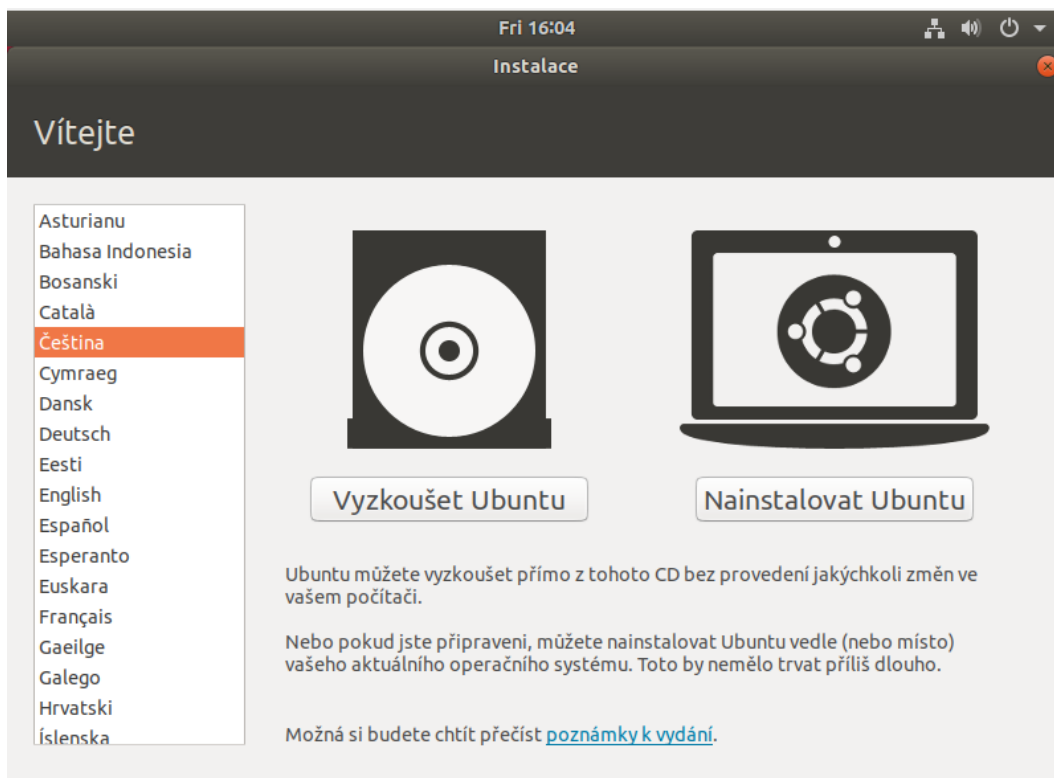 Fri 16:04
Instalace
Vítejte
Asturianu
Bahasa Indonesia
Bosanski
Català
Čeština
Cymraeg
Dansk
Deutsch
Eesti
English
Español
Esperanto
Euskara
Français
Gaeilge
Galego
Hrvatski
Íslenska
Vyzkoušet Ubuntu
Nainstalovat Ubuntu
Ubuntu můžete vyzkoušet přímo z tohoto CD bez provedení jakýchkoli změn ve
vašem počítači.
Nebo pokud jste připraveni, můžete nainstalovat Ubuntu vedle (nebo místo)
vašeho aktuálního operačního systému. Toto by nemělo trvat příliš dlouho.
Možná si budete chtít přečíst poznámky k vydání.